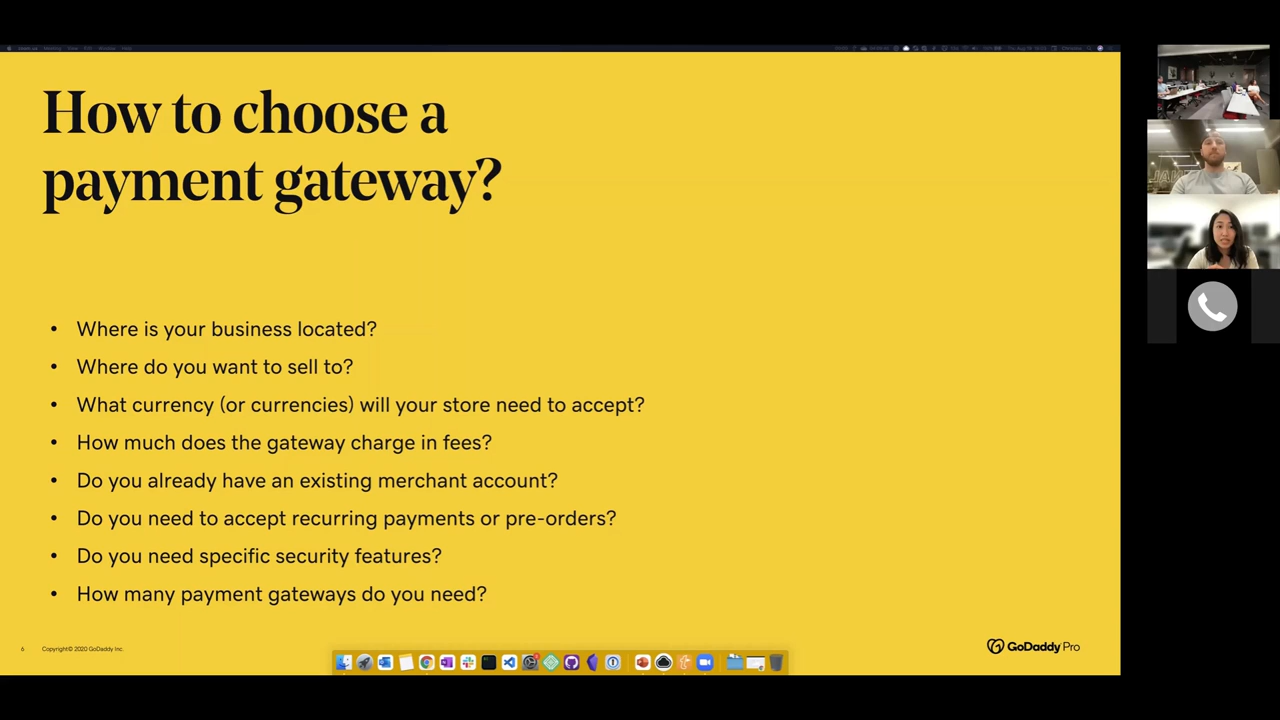 How to choose a
payment gateway?
• Where is your business located?
• Where do you want to sell to?
• What currency (or currencies) will your store need to accept?
• How much does the gateway charge in fees?
• Do you already have an existing merchant account?
• Do you need to accept recurring payments or pre-orders?
• Do you need specific security features?
• How many payment gateways do you need?
6 Copyright© 2020 GoDaddy Inc.
GoDaddy Pro